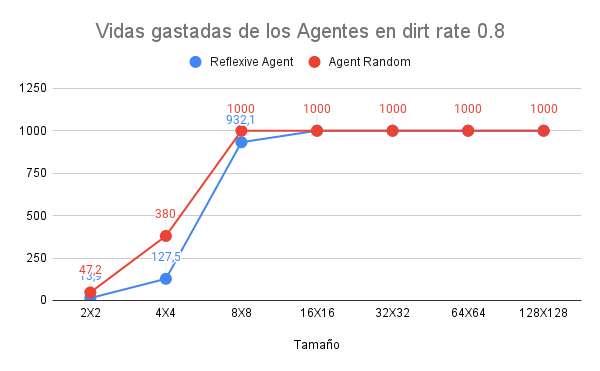 Vidas gastadas de los Agentes en dirt rate 0.8
Reflexive Agent
Agent Random
1250
1000
750
500
250
0
47,2
13,9
380
127,5
1000
932,1
1000
1000
1000
1000
2X2
4X4
8X8
16X16
32X32
64X64
128X128
Tamaño